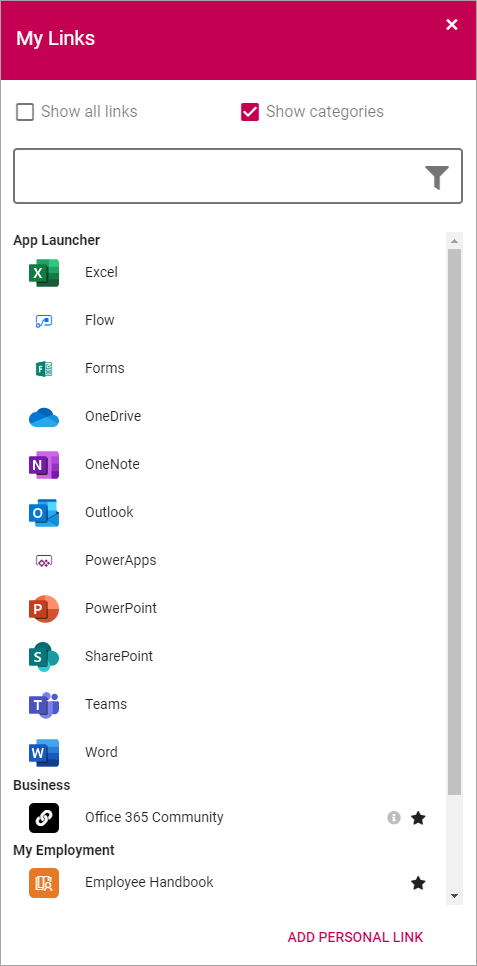 My Links
Show all links Show categories
App Launcher
X Excel
Flow
F Forms
OneDrive
N OneNote
O Outlook
PowerApps
P PowerPoint
S SharePoint
T Teams
W Word
Business
Office 365 Community
My Employment
Employee Handbook
ADD PERSONAL LINK